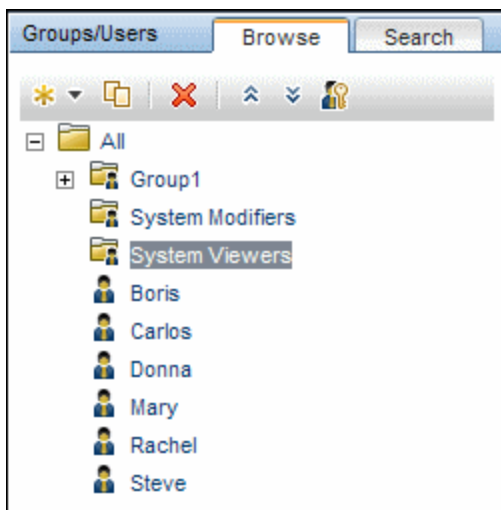 Groups/Users Browse Search
All
Group1
System Modifiers
System Viewers
Boris
Carlos
Donna
Mary
Rachel
Steve